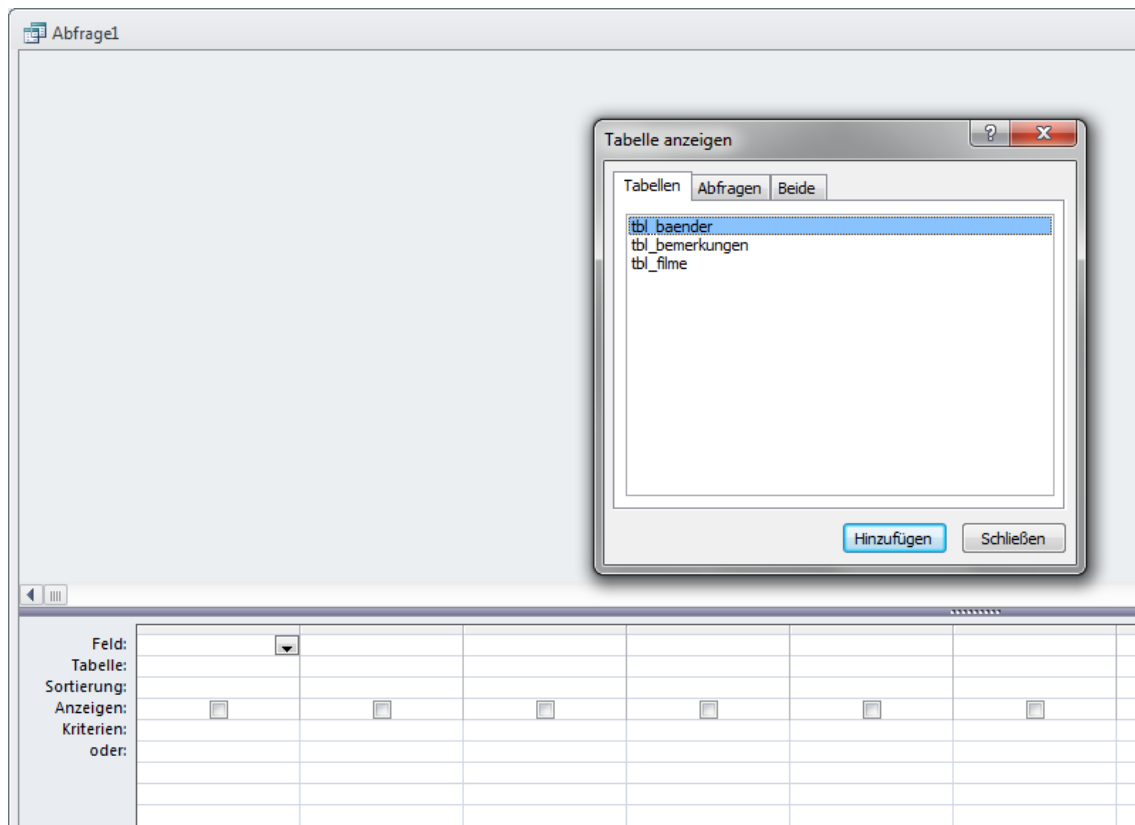 Abfrage1
Tabelle anzeigen
?
X
Tabellen Abfragen Beide
tbl_baender
tbl_bemerkungen
tbl_filme
Hinzufügen Schließen
Feld:
Tabelle:
Sortierung:
Anzeigen:
Kriterien:
oder: